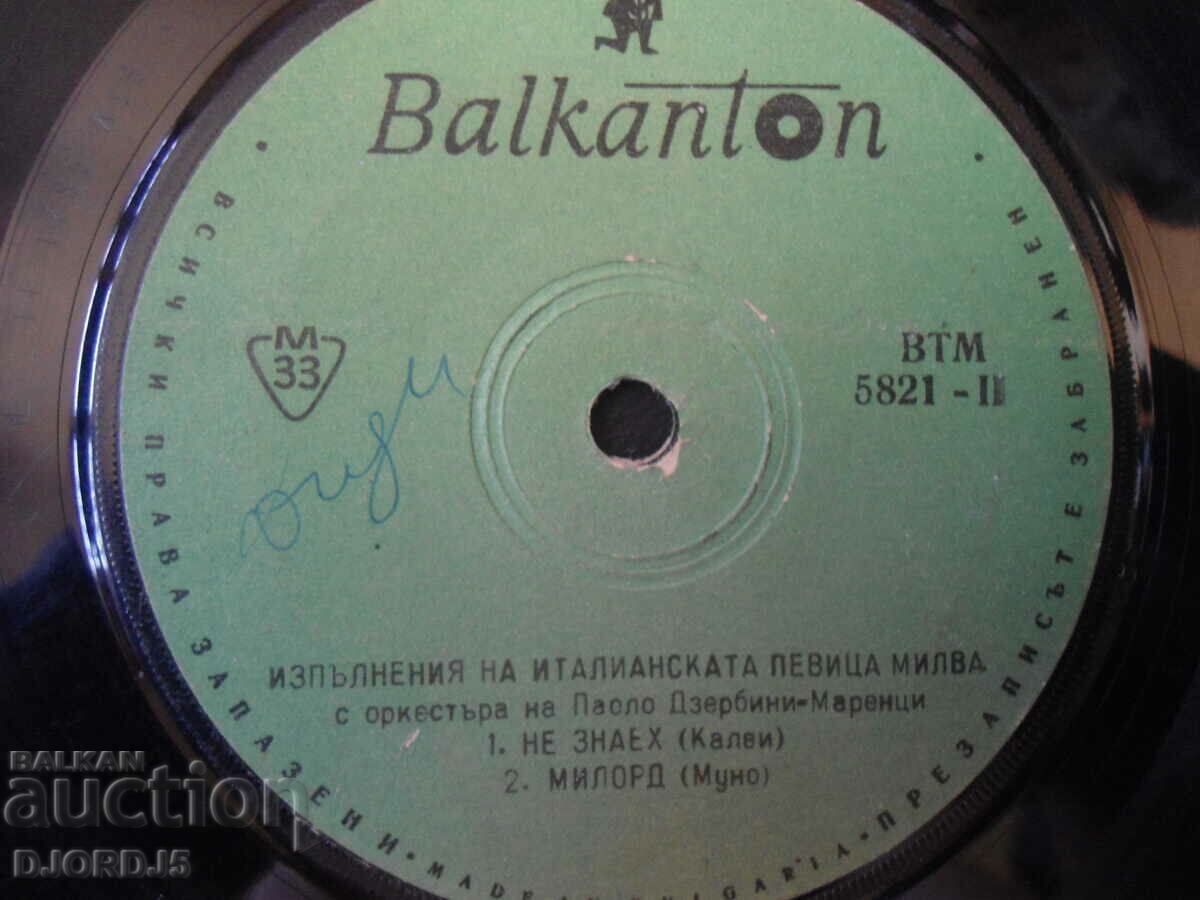 Balkanton
ВСИЧКИ ПРАВА ЗАПАЗЕНИ • MADE IN BULGARIA • ПРЕЗАПИСЪТ Е ЗАБРАНЕН
М
33
ВТМ
5821 - II
ИЗПЪЛНЕНИЯ НА ИТАЛИАНСКАТА ПЕВИЦА МИЛВА
с оркестъра на Паоло Дзербини-Маренци
1. НЕ ЗНАЕХ (Калви)
2. МИЛОРД (Муно)
BALKAN
auction
DJORDJ5